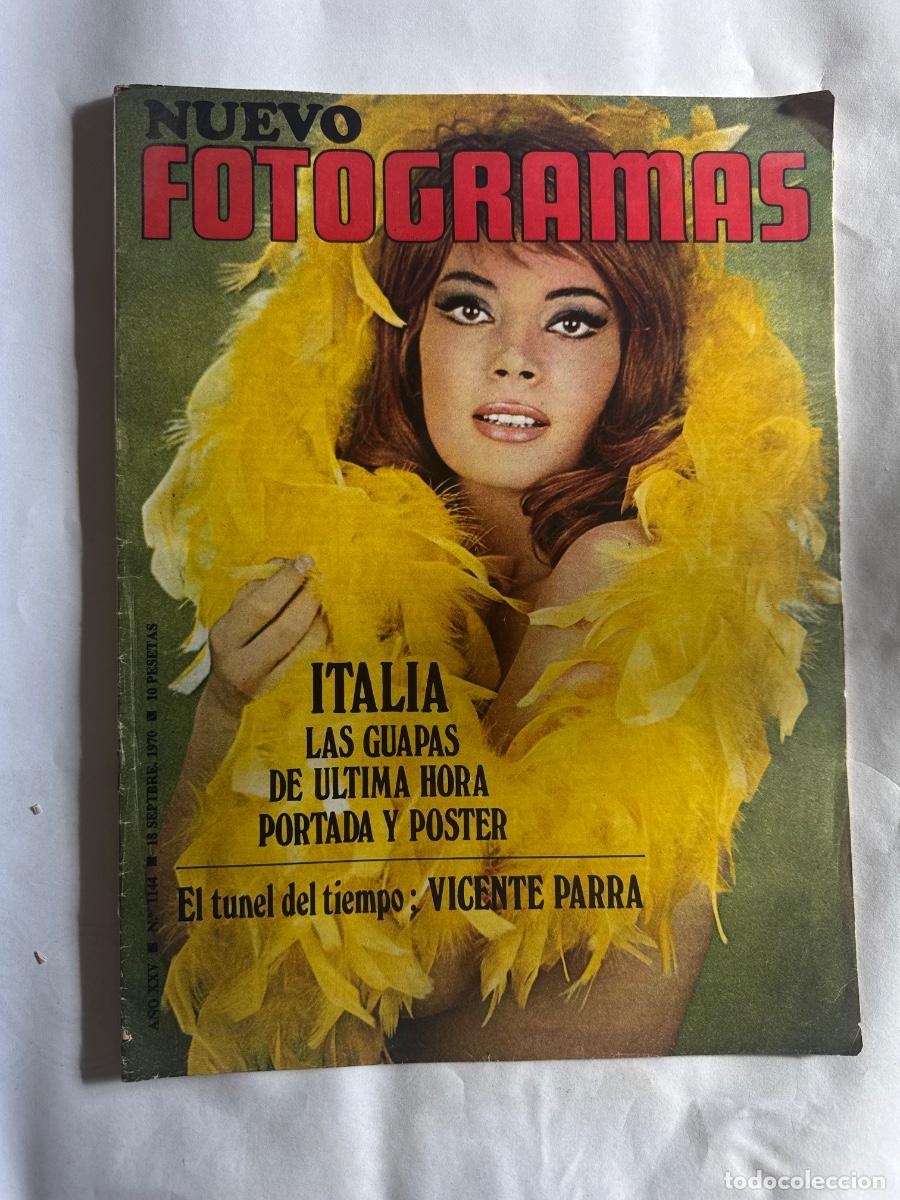 NUEVO
FOTOGRAMAS
ITALIA
LAS GUAPAS
DE ULTIMA HORA
PORTADA Y POSTER
El tunel del tiempo: VICENTE PARRA
AÑO XXV ■ N.° 1144 ■ 18 SEPTBRE. 1970 ■ 10 PESETAS
todocoleccion